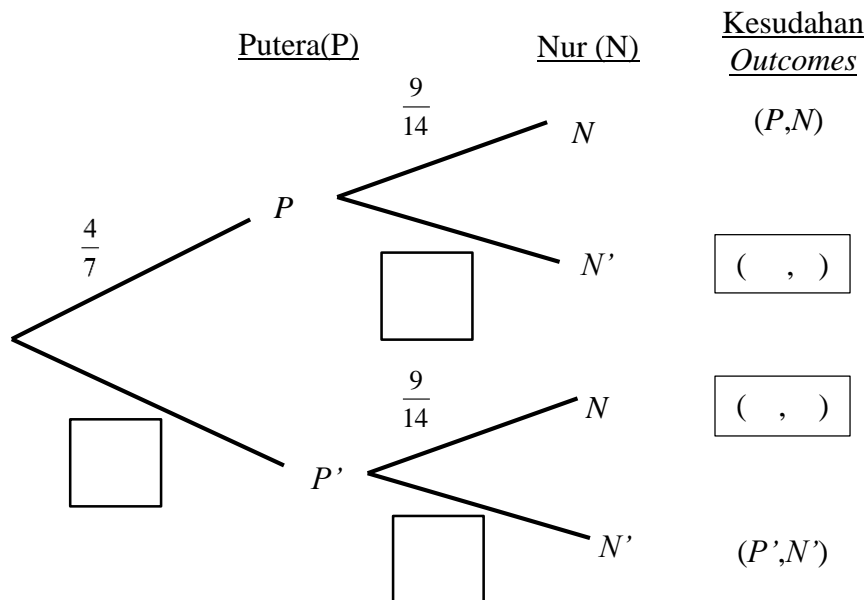 Putera(P) Nur (N) Kesudahan
Outcomes
9/14 N (P,N)
P
4/7
N’ ( , )
9/14 N ( , )
P’
N’ (P’,N’)